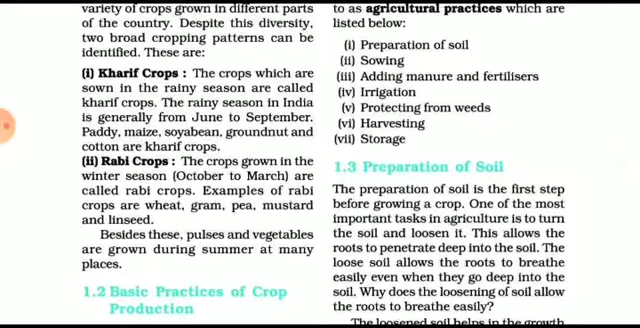 variety of crops grown in different parts
of the country. Despite this diversity,
two broad cropping patterns can be
identified. These are:
(i) Kharif Crops : The crops which are
sown in the rainy season are called
kharif crops. The rainy season in India
is generally from June to September.
Paddy, maize, soyabean, groundnut and
cotton are kharif crops.
(ii) Rabi Crops : The crops grown in the
winter season (October to March) are
called rabi crops. Examples of rabi
crops are wheat, gram, pea, mustard
and linseed.
Besides these, pulses and vegetables
are grown during summer at many
places.
1.2 Basic Practices of Crop
Production
to as agricultural practices which are
listed below:
(i) Preparation of soil
(ii) Sowing
(iii) Adding manure and fertilisers
(iv) Irrigation
(v) Protecting from weeds
(vi) Harvesting
(vii) Storage
1.3 Preparation of Soil
The preparation of soil is the first step
before growing a crop. One of the most
important tasks in agriculture is to turn
the soil and loosen it. This allows the
roots to penetrate deep into the soil. The
loose soil allows the roots to breathe
easily even when they go deep into the
soil. Why does the loosening of soil allow
the roots to breathe easily?
The loosened soil helps in the growth